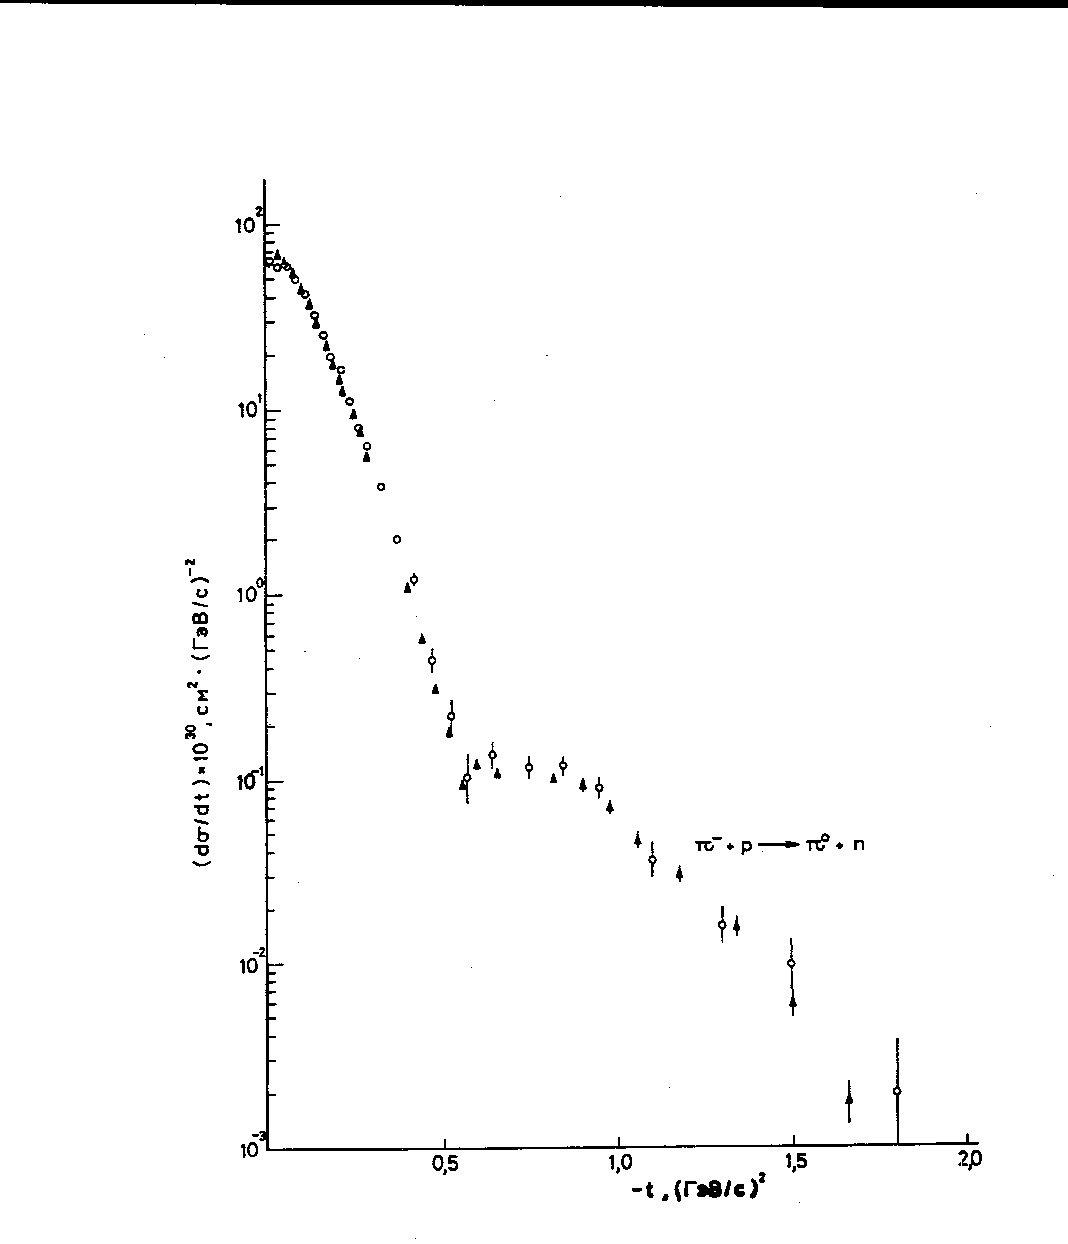 10²
10¹
10⁰
10⁻¹
10⁻²
10⁻³
(dσ/dt)×10³⁰, см²·(ГэВ/с)⁻²
π⁻ + p ⟶ π⁰ + n
0,5 1,0 1,5 2,0
-t, (ГэВ/с)²